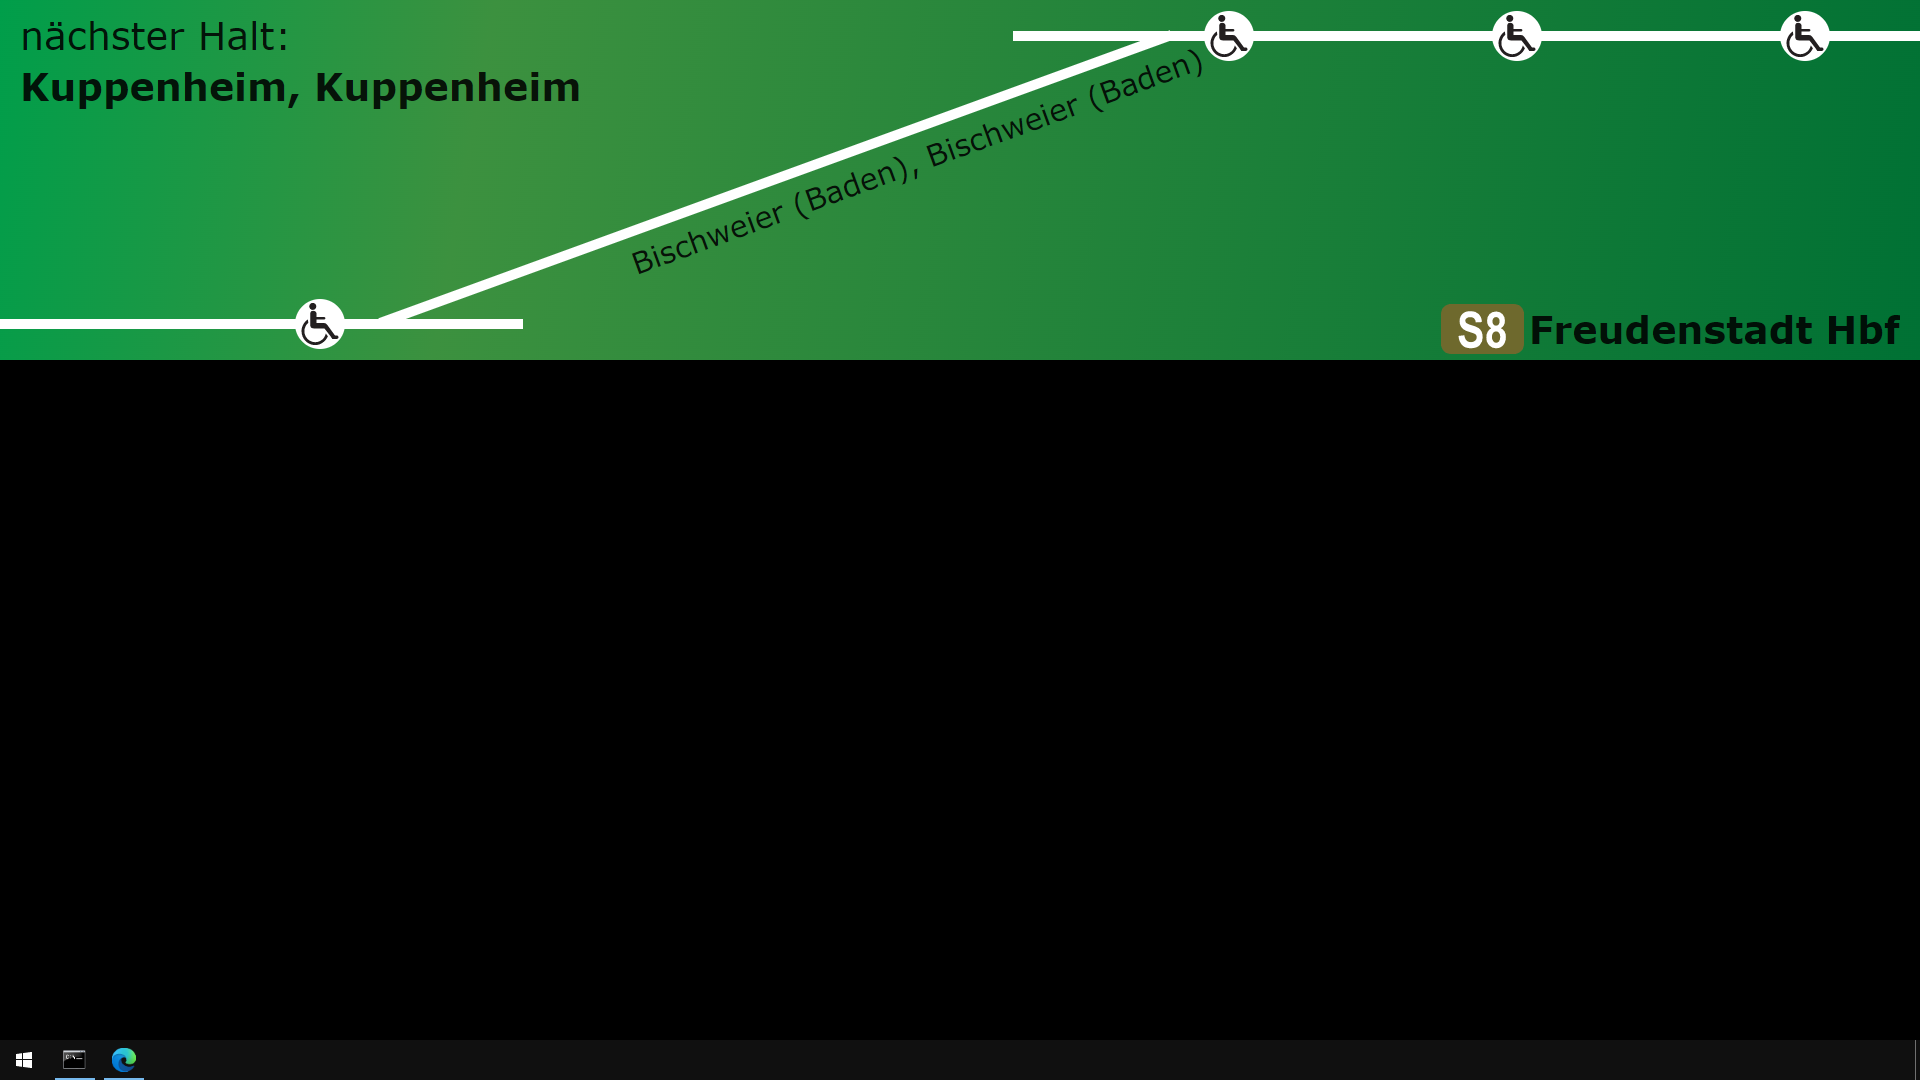 nächster Halt:
Kuppenheim, Kuppenheim
Bischweier (Baden), Bischweier (Baden)
S8 Freudenstadt Hbf